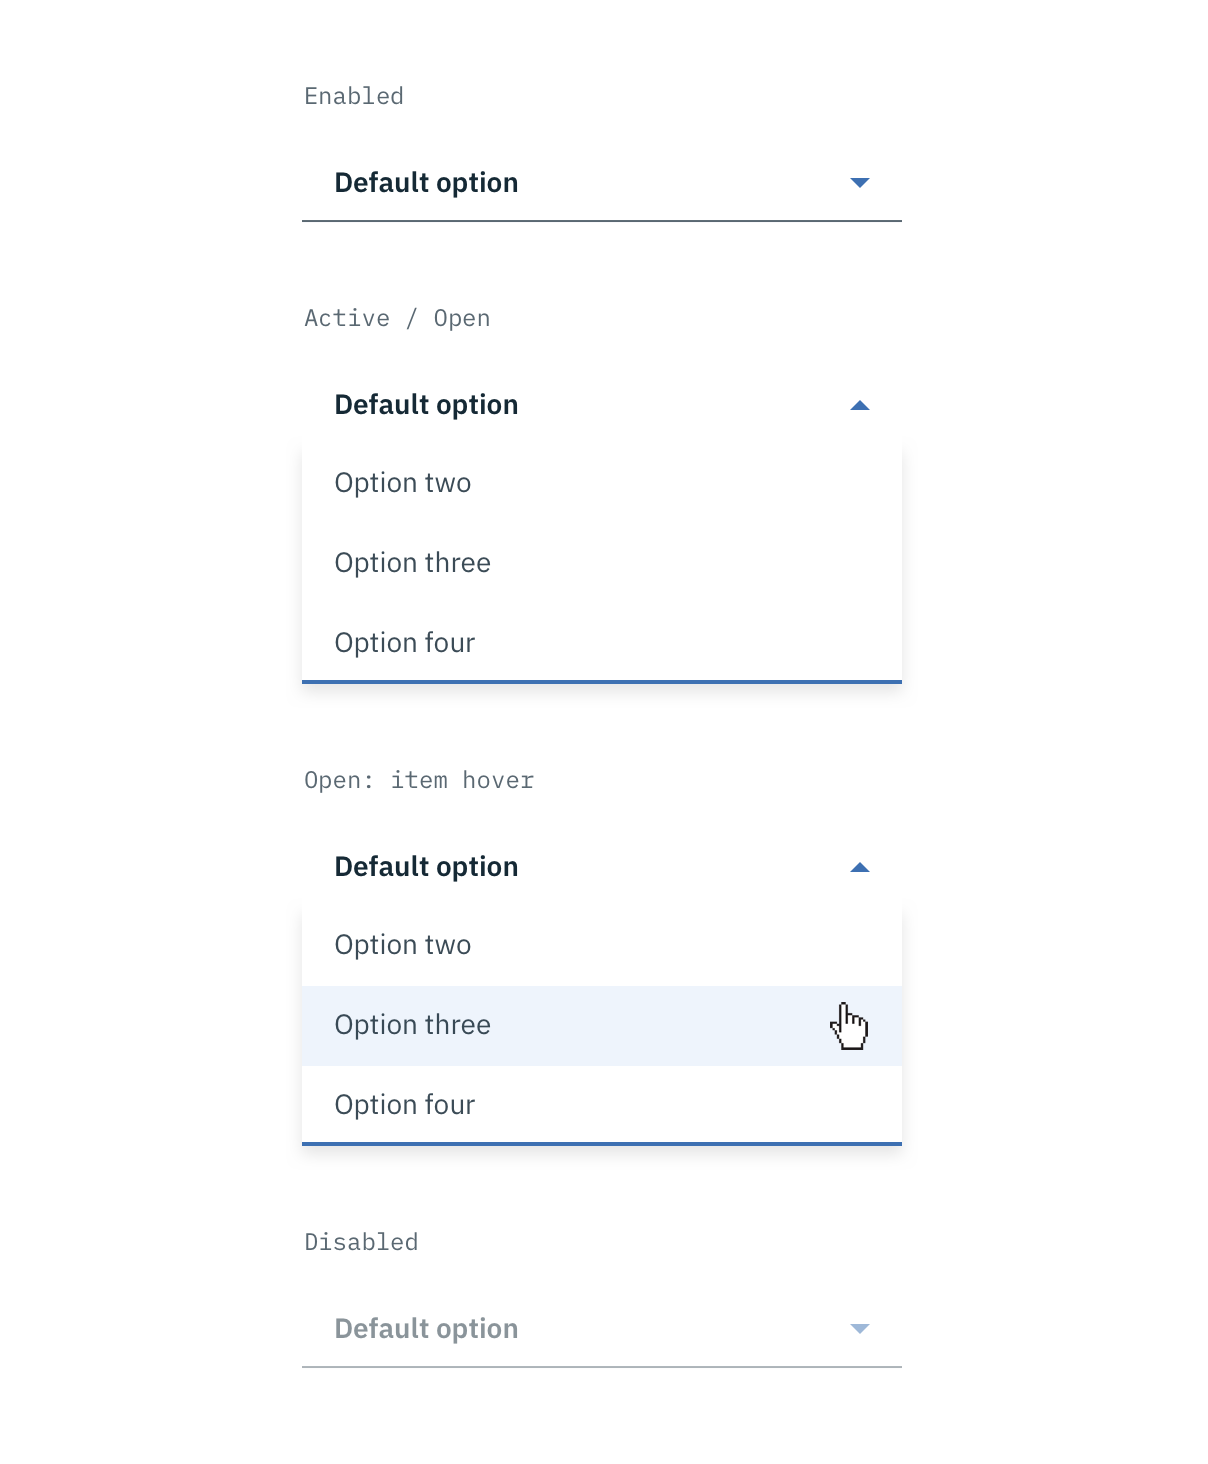 Enabled
Default option
Active / Open
Default option
Option two
Option three
Option four
Open: item hover
Default option
Option two
Option three
Option four
Disabled
Default option